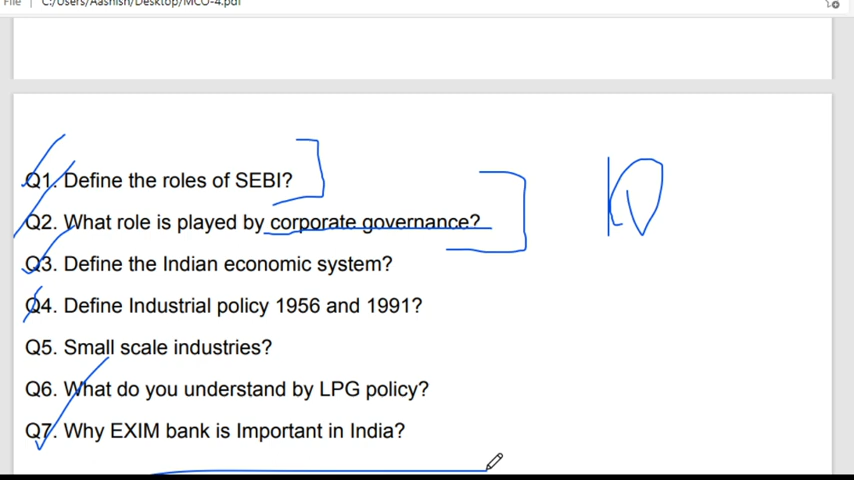 File | C:/Users/Aashish/Desktop/MCO-4.pdf
Q1. Define the roles of SEBI?
Q2. What role is played by corporate governance?
Q3. Define the Indian economic system?
Q4. Define Industrial policy 1956 and 1991?
Q5. Small scale industries?
Q6. What do you understand by LPG policy?
Q7. Why EXIM bank is Important in India?